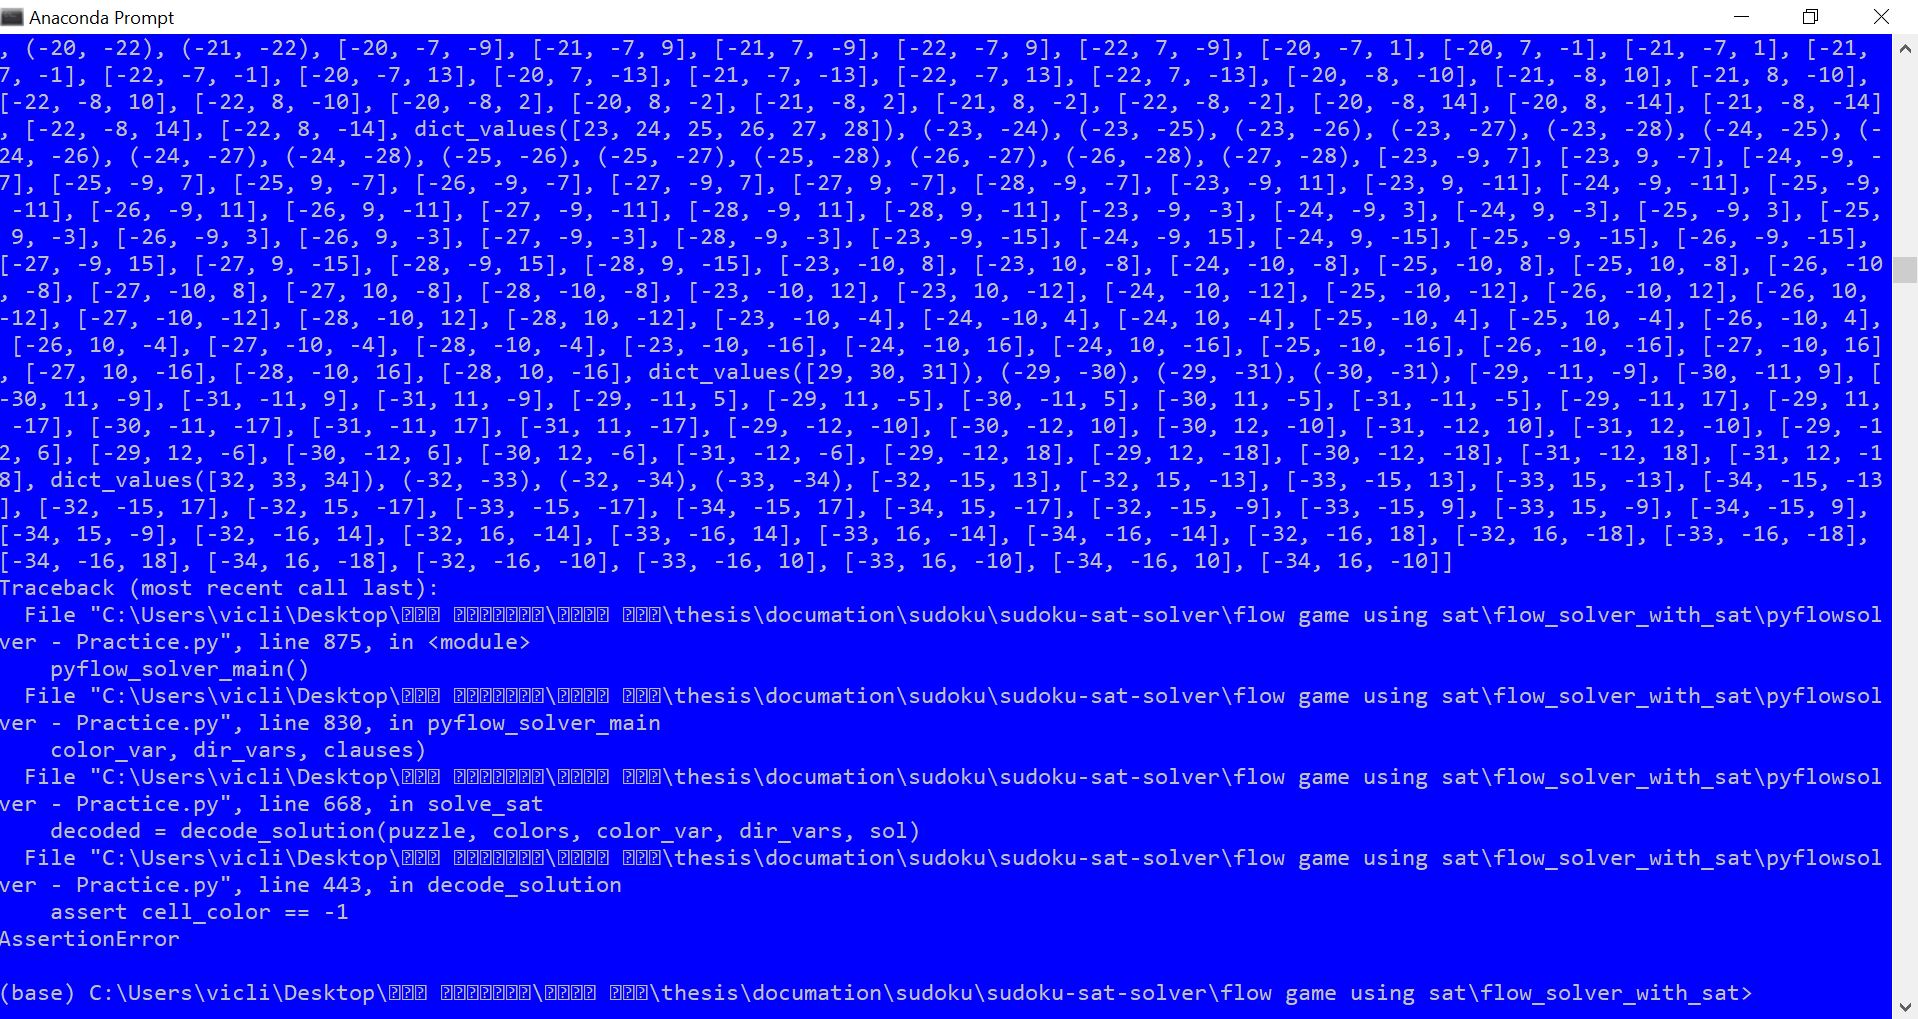 Anaconda Prompt
, (-20, -22), (-21, -22), [-20, -7, -9], [-21, -7, 9], [-21, 7, -9], [-22, -7, 9], [-22, 7, -9], [-20, -7, 1], [-20, 7, -1], [-21, -7, 1], [-21,
7, -1], [-22, -7, -1], [-20, -7, 13], [-20, 7, -13], [-21, -7, -13], [-22, -7, 13], [-22, 7, -13], [-20, -8, -10], [-21, -8, 10], [-21, 8, -10],
[-22, -8, 10], [-22, 8, -10], [-20, -8, 2], [-20, 8, -2], [-21, -8, 2], [-21, 8, -2], [-22, -8, -2], [-20, -8, 14], [-20, 8, -14], [-21, -8, -14]
, [-22, -8, 14], [-22, 8, -14], dict_values([23, 24, 25, 26, 27, 28]), (-23, -24), (-23, -25), (-23, -26), (-23, -27), (-23, -28), (-24, -25), (-
24, -26), (-24, -27), (-24, -28), (-25, -26), (-25, -27), (-25, -28), (-26, -27), (-26, -28), (-27, -28), [-23, -9, 7], [-23, 9, -7], [-24, -9, -
7], [-25, -9, 7], [-25, 9, -7], [-26, -9, -7], [-27, -9, 7], [-27, 9, -7], [-28, -9, -7], [-23, -9, 11], [-23, 9, -11], [-24, -9, -11], [-25, -9,
-11], [-26, -9, 11], [-26, 9, -11], [-27, -9, -11], [-28, -9, 11], [-28, 9, -11], [-23, -9, -3], [-24, -9, 3], [-24, 9, -3], [-25, -9, 3], [-25,
9, -3], [-26, -9, 3], [-26, 9, -3], [-27, -9, -3], [-28, -9, -3], [-23, -9, -15], [-24, -9, 15], [-24, 9, -15], [-25, -9, -15], [-26, -9, -15],
[-27, -9, 15], [-27, 9, -15], [-28, -9, 15], [-28, 9, -15], [-23, -10, 8], [-23, 10, -8], [-24, -10, -8], [-25, -10, 8], [-25, 10, -8], [-26, -10
, -8], [-27, -10, 8], [-27, 10, -8], [-28, -10, -8], [-23, -10, 12], [-23, 10, -12], [-24, -10, -12], [-25, -10, -12], [-26, -10, 12], [-26, 10,
-12], [-27, -10, -12], [-28, -10, 12], [-28, 10, -12], [-23, -10, -4], [-24, -10, 4], [-24, 10, -4], [-25, -10, 4], [-25, 10, -4], [-26, -10, 4],
[-26, 10, -4], [-27, -10, -4], [-28, -10, -4], [-23, -10, -16], [-24, -10, 16], [-24, 10, -16], [-25, -10, -16], [-26, -10, -16], [-27, -10, 16]
, [-27, 10, -16], [-28, -10, 16], [-28, 10, -16], dict_values([29, 30, 31]), (-29, -30), (-29, -31), (-30, -31), [-29, -11, -9], [-30, -11, 9], [
-30, 11, -9], [-31, -11, 9], [-31, 11, -9], [-29, -11, 5], [-29, 11, -5], [-30, -11, 5], [-30, 11, -5], [-31, -11, -5], [-29, -11, 17], [-29, 11,
-17], [-30, -11, -17], [-31, -11, 17], [-31, 11, -17], [-29, -12, -10], [-30, -12, 10], [-30, 12, -10], [-31, -12, 10], [-31, 12, -10], [-29, -1
2, 6], [-29, 12, -6], [-30, -12, 6], [-30, 12, -6], [-31, -12, -6], [-29, -12, 18], [-29, 12, -18], [-30, -12, -18], [-31, -12, 18], [-31, 12, -1
8], dict_values([32, 33, 34]), (-32, -33), (-32, -34), (-33, -34), [-32, -15, 13], [-32, 15, -13], [-33, -15, 13], [-33, 15, -13], [-34, -15, -13
], [-32, -15, 17], [-32, 15, -17], [-33, -15, -17], [-34, -15, 17], [-34, 15, -17], [-32, -15, -9], [-33, -15, 9], [-33, 15, -9], [-34, -15, 9],
[-34, 15, -9], [-32, -16, 14], [-32, 16, -14], [-33, -16, 14], [-33, 16, -14], [-34, -16, -14], [-32, -16, 18], [-32, 16, -18], [-33, -16, -18],
[-34, -16, 18], [-34, 16, -18], [-32, -16, -10], [-33, -16, 10], [-33, 16, -10], [-34, -16, 10], [-34, 16, -10]]
Traceback (most recent call last):
File "C:\Users\vicli\Desktop\⍰⍰⍰ ⍰⍰⍰⍰⍰⍰⍰\⍰⍰⍰⍰ ⍰⍰⍰\thesis\documation\sudoku\sudoku-sat-solver\flow game using sat\flow_solver_with_sat\pyflowsol
ver - Practice.py", line 875, in <module>
pyflow_solver_main()
File "C:\Users\vicli\Desktop\⍰⍰⍰ ⍰⍰⍰⍰⍰⍰⍰\⍰⍰⍰⍰ ⍰⍰⍰\thesis\documation\sudoku\sudoku-sat-solver\flow game using sat\flow_solver_with_sat\pyflowsol
ver - Practice.py", line 830, in pyflow_solver_main
color_var, dir_vars, clauses)
File "C:\Users\vicli\Desktop\⍰⍰⍰ ⍰⍰⍰⍰⍰⍰⍰\⍰⍰⍰⍰ ⍰⍰⍰\thesis\documation\sudoku\sudoku-sat-solver\flow game using sat\flow_solver_with_sat\pyflowsol
ver - Practice.py", line 668, in solve_sat
decoded = decode_solution(puzzle, colors, color_var, dir_vars, sol)
File "C:\Users\vicli\Desktop\⍰⍰⍰ ⍰⍰⍰⍰⍰⍰⍰\⍰⍰⍰⍰ ⍰⍰⍰\thesis\documation\sudoku\sudoku-sat-solver\flow game using sat\flow_solver_with_sat\pyflowsol
ver - Practice.py", line 443, in decode_solution
assert cell_color == -1
AssertionError
(base) C:\Users\vicli\Desktop\⍰⍰⍰ ⍰⍰⍰⍰⍰⍰⍰\⍰⍰⍰⍰ ⍰⍰⍰\thesis\documation\sudoku\sudoku-sat-solver\flow game using sat\flow_solver_with_sat>